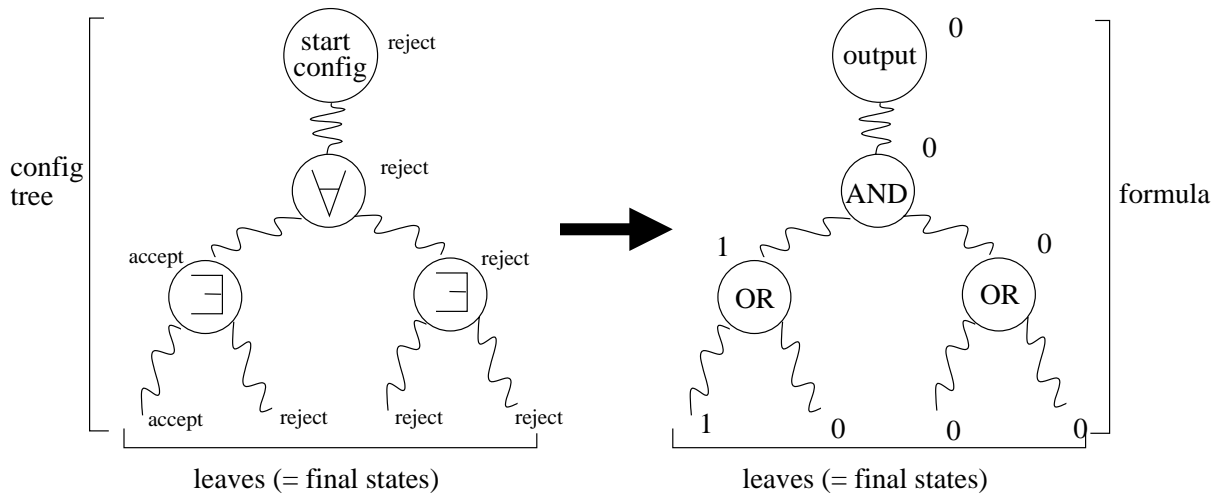 start
config
reject
config
tree
∀
reject
accept
∃
reject
∃
accept
reject
reject
reject
leaves (= final states)
0
output
0
AND
formula
1
OR
0
OR
1
0
0
0
leaves (= final states)